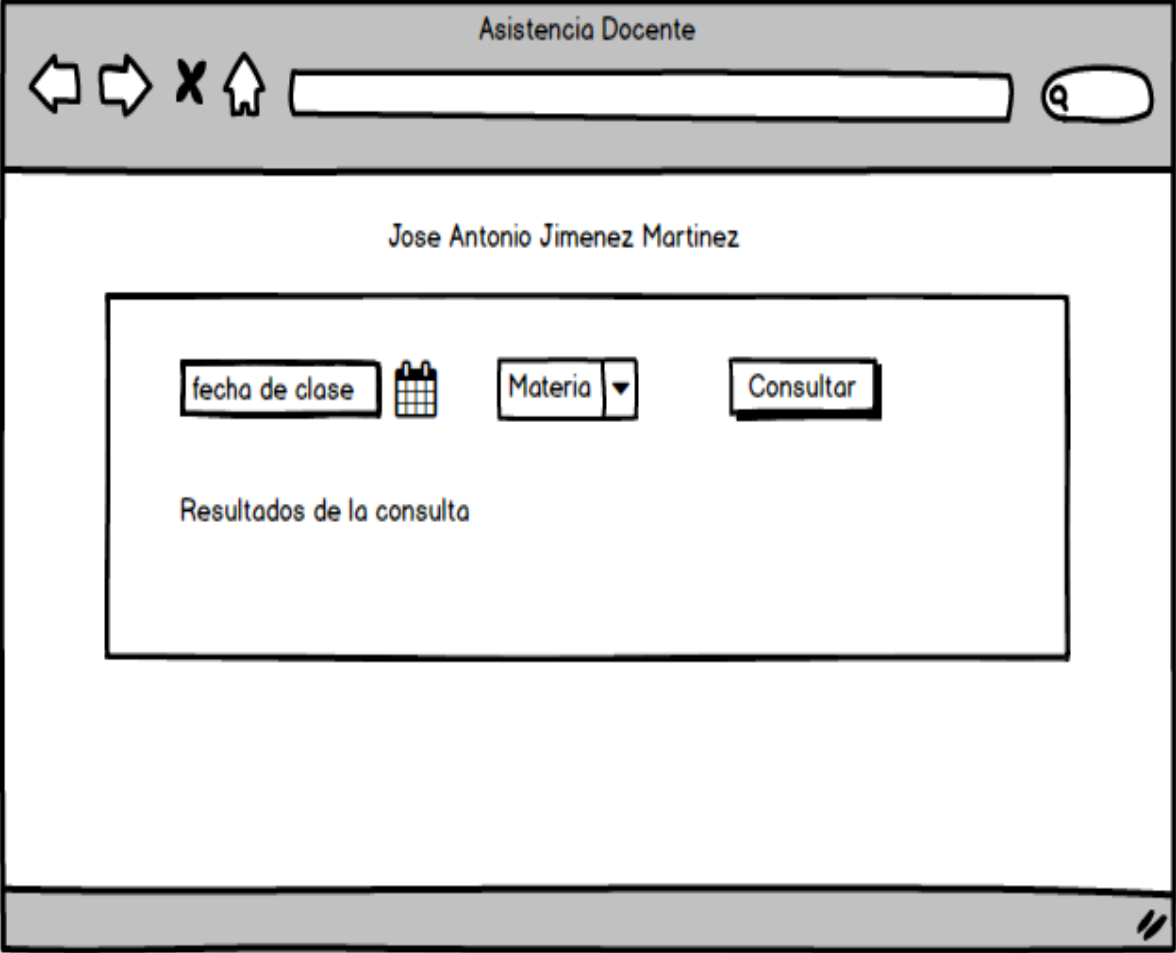 Asistencia Docente
Jose Antonio Jimenez Martinez
fecha de clase
Materia
Consultar
Resultados de la consulta